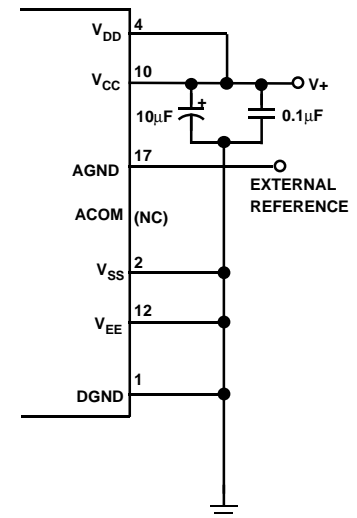 VDD 4
VCC 10
V+
10μF +
0.1μF
AGND 17
EXTERNAL
REFERENCE
ACOM (NC)
VSS 2
VEE 12
DGND 1